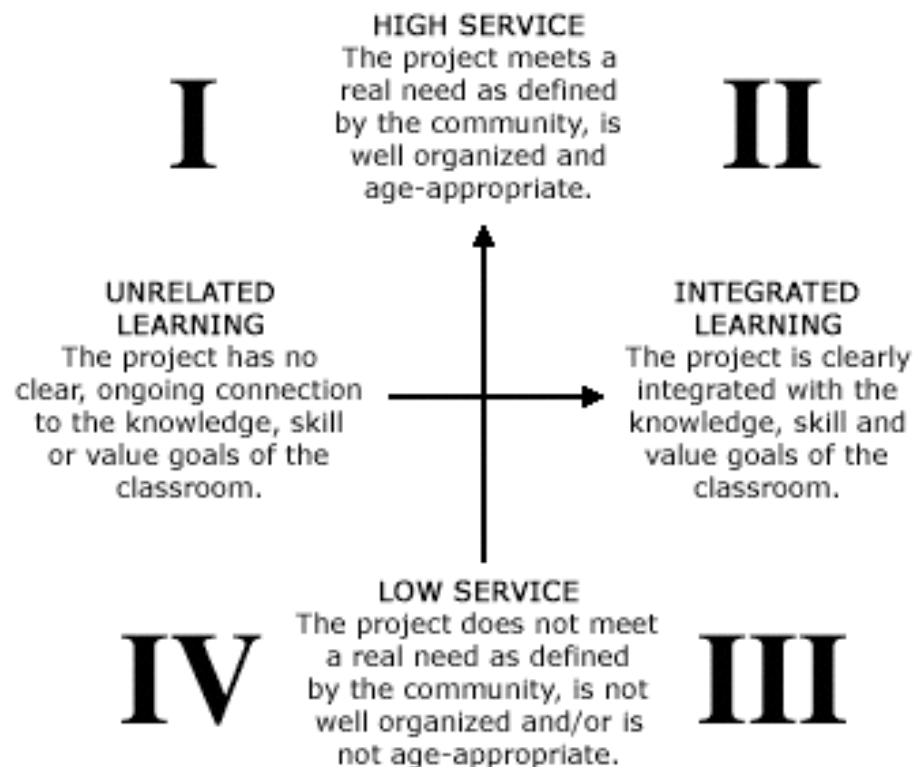 HIGH SERVICE
The project meets a
real need as defined
by the community, is
well organized and
age-appropriate.
I
II
UNRELATED
LEARNING
The project has no
clear, ongoing connection
to the knowledge, skill
or value goals of the
classroom.
INTEGRATED
LEARNING
The project is clearly
integrated with the
knowledge, skill and
value goals of the
classroom.
LOW SERVICE
The project does not meet
a real need as defined
by the community, is not
well organized and/or is
not age-appropriate.
IV
III